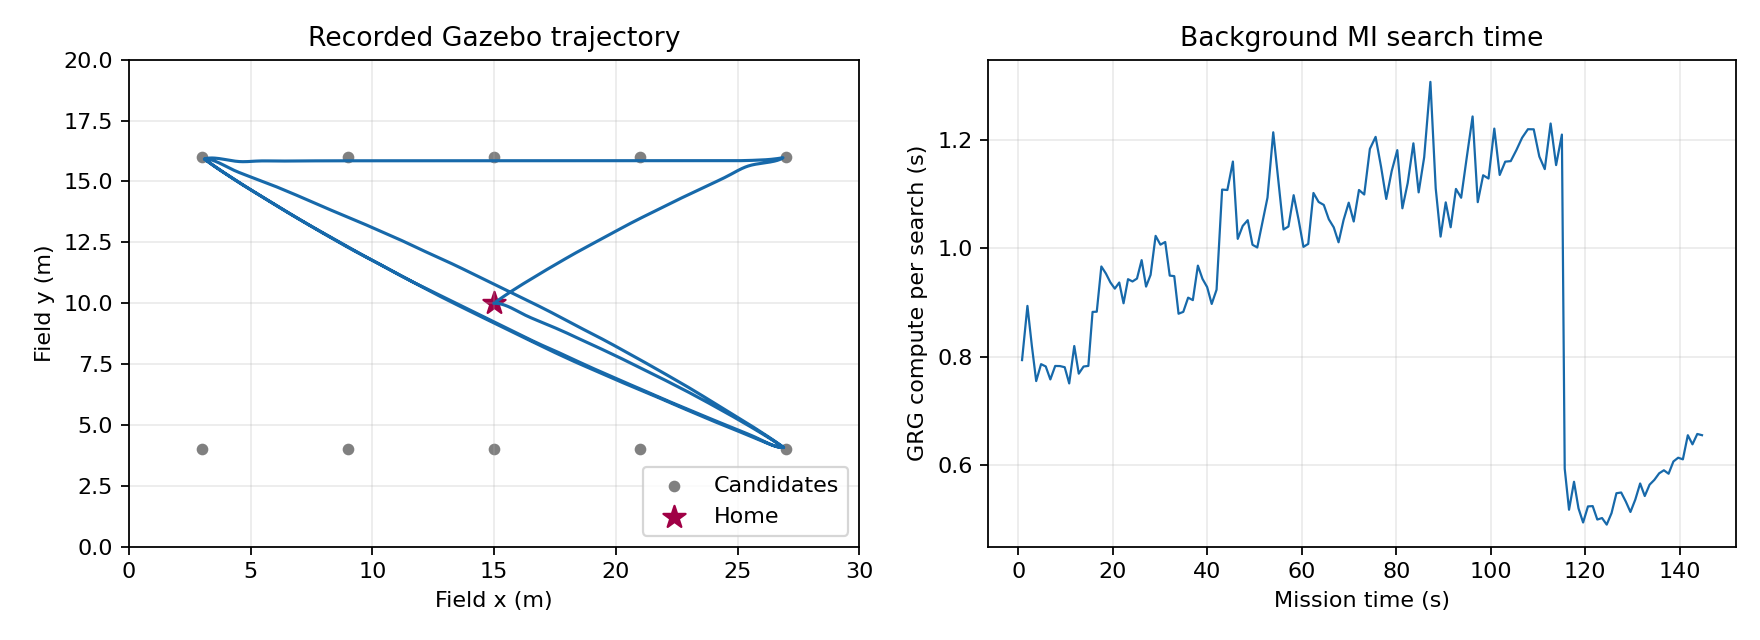 Recorded Gazebo trajectory
20.0
17.5
15.0
12.5
10.0
7.5
5.0
2.5
0.0
Field y (m)
0 5 10 15 20 25 30
Field x (m)
Candidates
Home
Background MI search time
1.2
1.0
0.8
0.6
GRG compute per search (s)
0 20 40 60 80 100 120 140
Mission time (s)